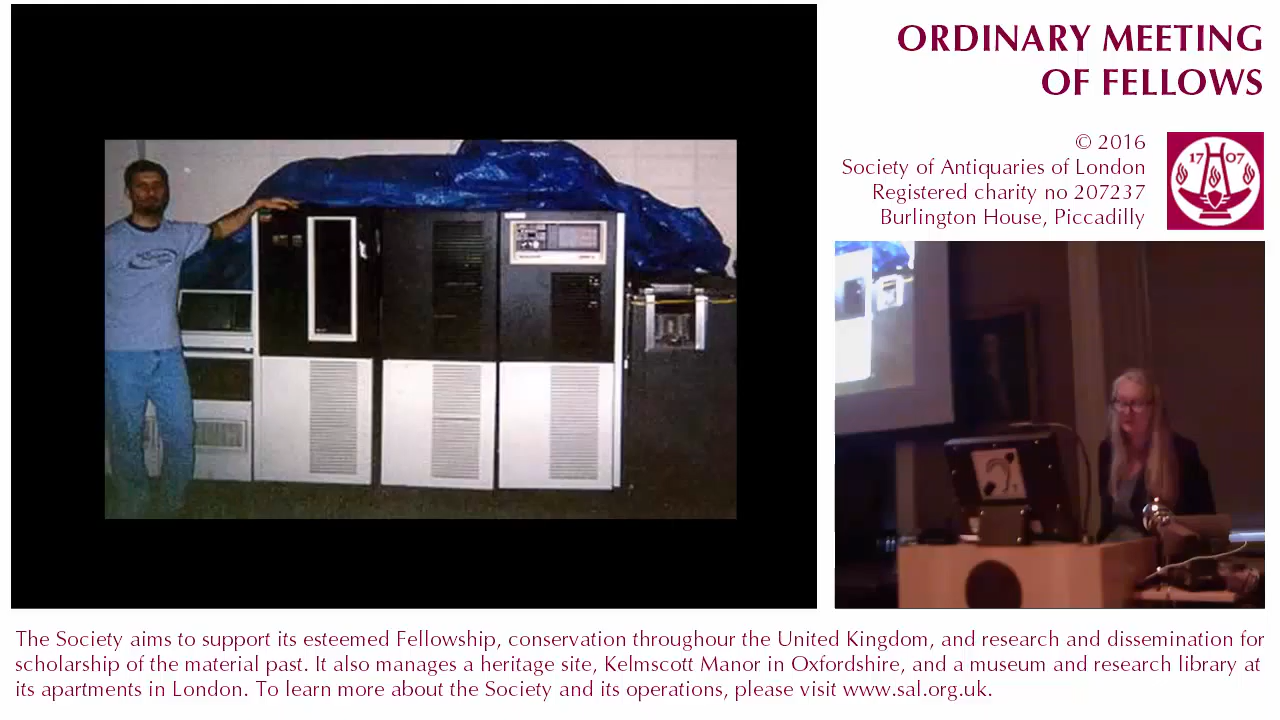 ORDINARY MEETING
OF FELLOWS
© 2016
Society of Antiquaries of London
Registered charity no 207237
Burlington House, Piccadilly
17 07
The Society aims to support its esteemed Fellowship, conservation throughour the United Kingdom, and research and dissemination for
scholarship of the material past. It also manages a heritage site, Kelmscott Manor in Oxfordshire, and a museum and research library at
its apartments in London. To learn more about the Society and its operations, please visit www.sal.org.uk.